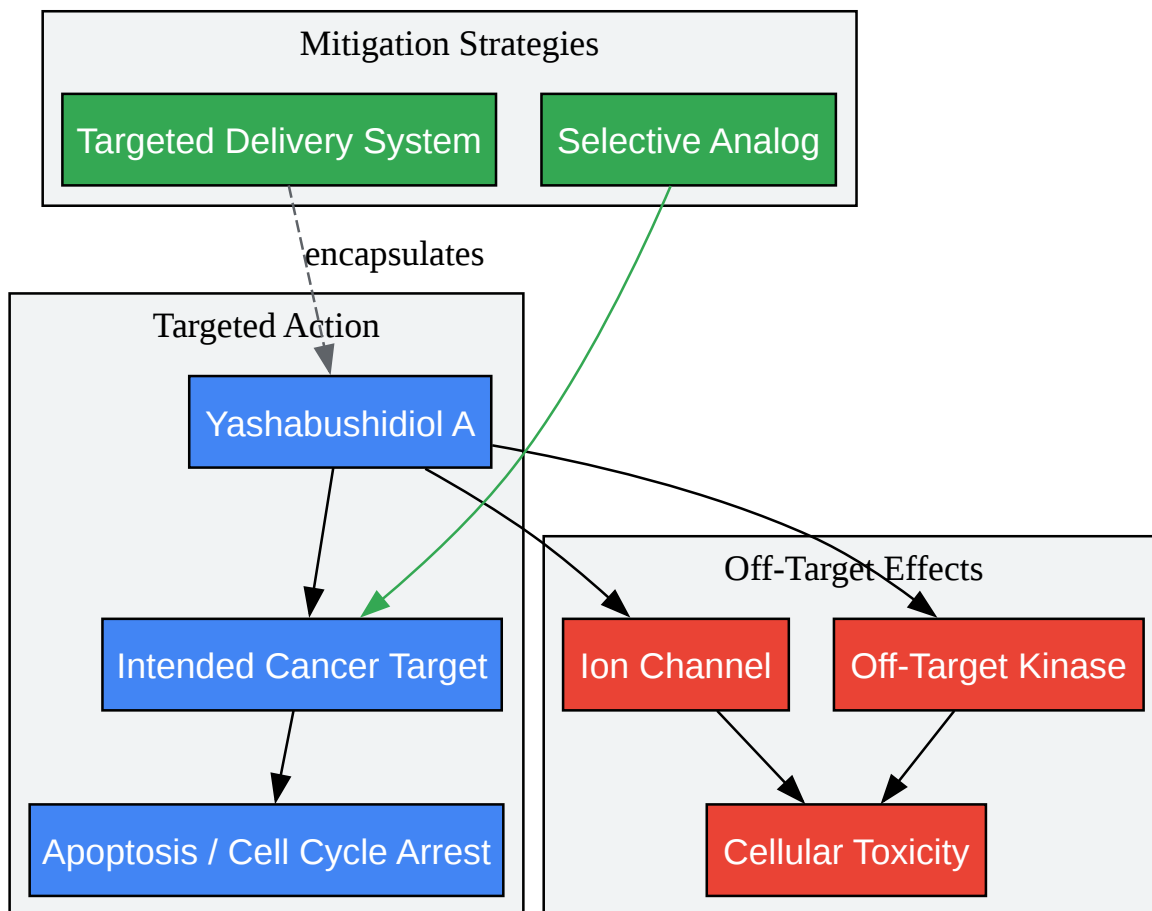 Mitigation Strategies
Targeted Delivery System
Selective Analog
encapsulates
Targeted Action
Yashabushidiol A
Off-Target Effects
Intended Cancer Target
Ion Channel
Off-Target Kinase
Apoptosis / Cell Cycle Arrest
Cellular Toxicity